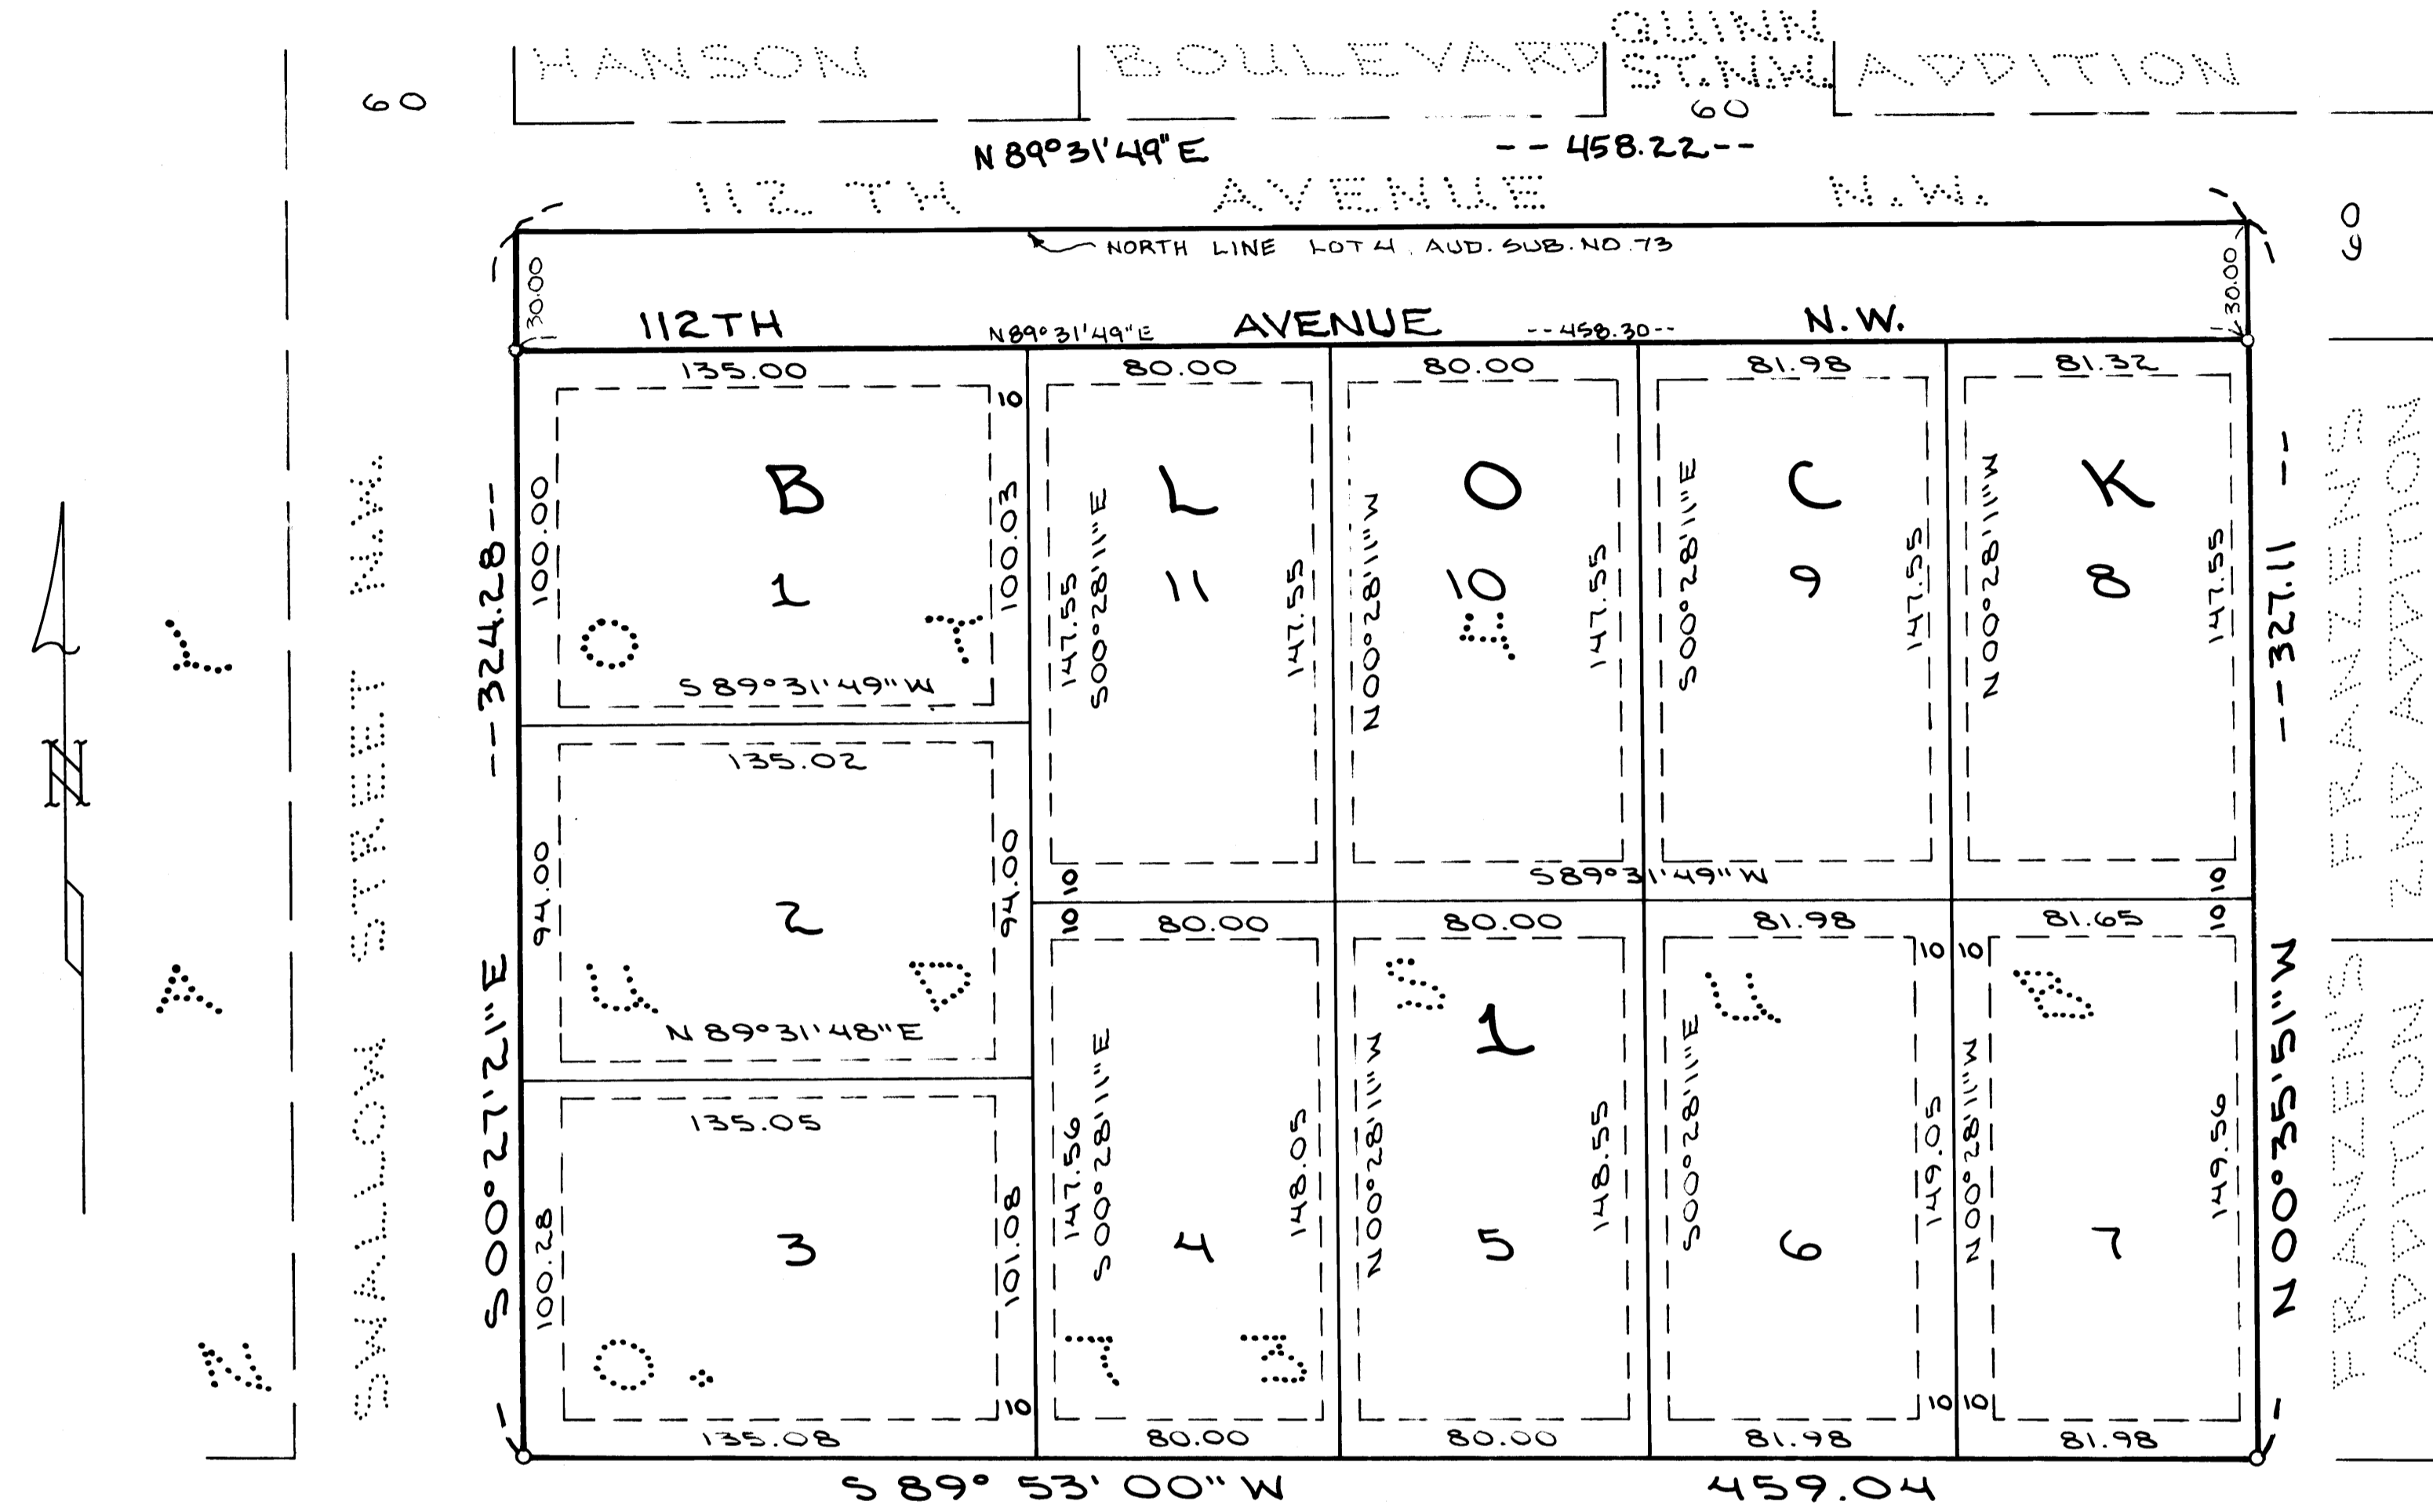 HANSON BOULEVARD QUINN ST. N.W. ADDITION
60
60
N 89°31'49" E -- 458.22 --
112 TH AVENUE N.W.
60
NORTH LINE LOT 4. AUD. SUB. NO. 73
30.00
30.00
112TH AVENUE N.W.
N 89°31'49" E --458.30--
135.00 80.00 80.00 81.98 81.32
10
B L O C K
1 11 10 9 8
100.00
100.03
147.55
S 00°28'11" E
147.55
N 00°28'11" W
147.55
S 00°28'11" E
147.55
N 00°28'11" W
147.55
S 89°31'49" W
--324.28--
S 00°27'21" E
--327.11--
N 00°35'51" W
SWALLOW STREET N.W.
FRANZEN'S 2ND ADDITION
FRANZEN'S ADDITION
N
135.02
94.00
94.00
2
N 89°31'48" E
10 10
S 89°31'49" W
10 10
80.00 80.00 81.98 81.65
10 10
1
135.05
100.28
101.08
3
147.56
S 00°28'11" E
148.05
N 00°28'11" W
148.55
S 00°28'11" E
149.05
N 00°28'11" W
149.56
4 5 6 7
O T
U D
O.
L
A
N
S U B
T
10
10 10
135.08 80.00 80.00 81.98 81.98
S 89° 53' 00" W 459.04